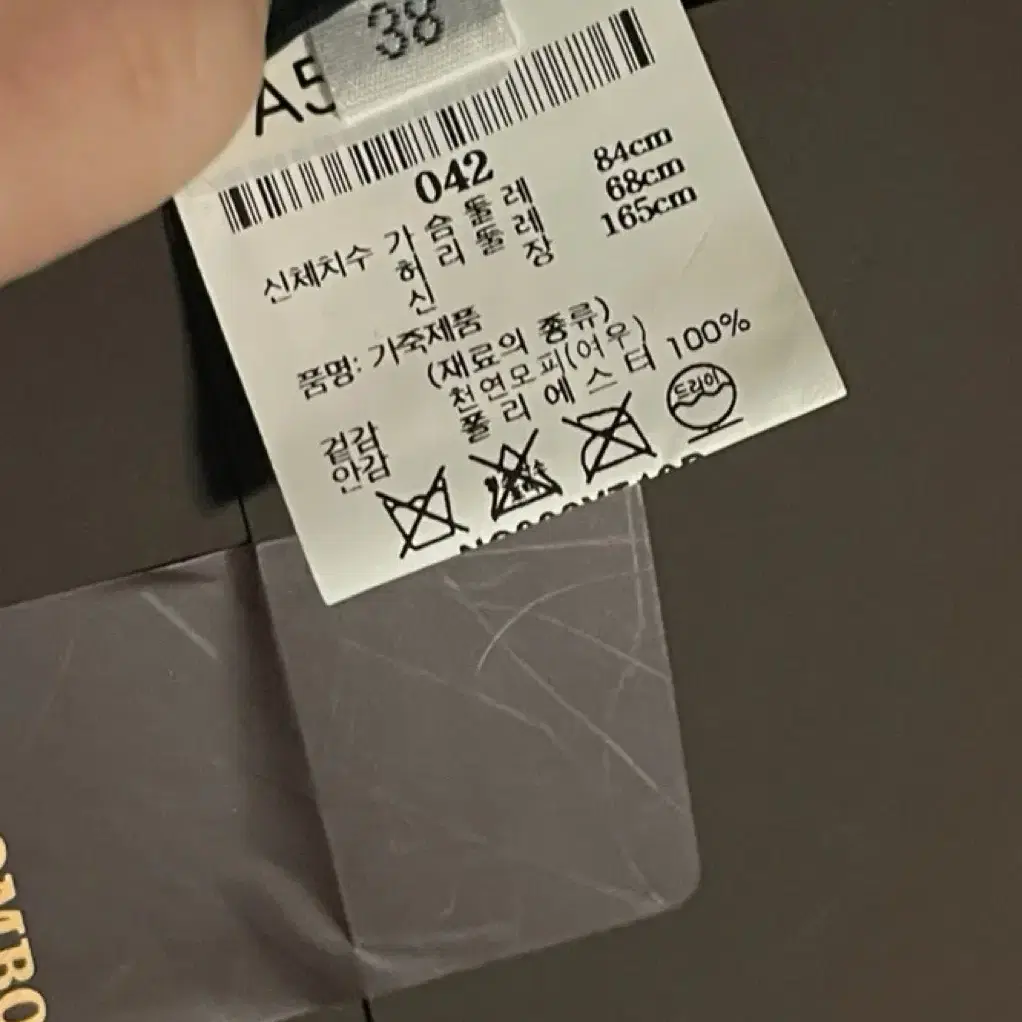 38
A5
042
신체치수 가슴둘레 84cm
허리둘레 68cm
신장 165cm
품명: 가죽제품
(재료의 종류)
겉감 천연모피(여우)
안감 폴리에스터 100%
드라이